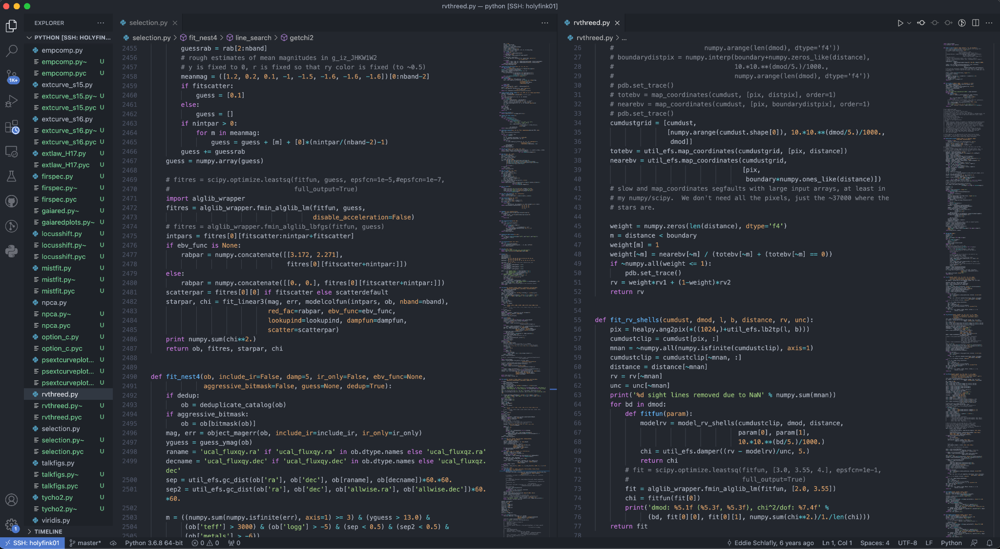 rvthreed.py — python [SSH: holyfink01]
EXPLORER
PYTHON [SSH: HOLYFIN...
empcomp.py
empcomp.py~ U
empcomp.pyc U
extcurve_s15.py
extcurve_s15.py~ U
extcurve_s15.pyc U
extcurve_s16.py
extcurve_s16.py~ U
extcurve_s16.pyc U
extlaw_H17.py U
extlaw_H17.pyc U
firspec.py U
firspec.py~ U
firspec.pyc U
gaiared.py~ U
gaiaredplots.py~ U
locusshift.py U
locusshift.py~ U
locusshift.pyc U
mistfit.py U
mistfit.py~ U
mistfit.pyc U
npca.py
npca.py~ U
npca.pyc U
option_c.py U
option_c.pyc U
psextcurveplot... U
psextcurveplot... U
psextcurveplot... U
rvthreed.py
rvthreed.py~ U
rvthreed.pyc U
selection.py
selection.py~ U
selection.pyc U
talkfigs.py
talkfigs.py~ U
talkfigs.pyc U
tycho2.py U
tycho2.py~ U
viridis.py
TIMELINE
1K+
1
selection.py
selection.py > fit_nest4 > line_search > getchi2
2455 guessrab = rab[2:nband]
2456 # rough estimates of mean magnitudes in g_iz_JHKW1W2
2457 # y is fixed to 0, r is fixed so that ry color is fixed (to ~0.5)
2458 meanmag = ([1.2, 0.2, 0.1, -1, -1.5, -1.6, -1.6, -1.6])[0:nband-2]
2459 if fitscatter:
2460 guess = [0.1]
2461 else:
2462 guess = []
2463 if nintpar > 0:
2464 for m in meanmag:
2465 guess = guess + [m] + [0]*(nintpar/(nband-2)-1)
2466 guess += guessrab
2467 guess = numpy.array(guess)
2468
2469 # fitres = scipy.optimize.leastsq(fitfun, guess, epsfcn=1e-5,#epsfcn=1e-7,
2470 # full_output=True)
2471 import alglib_wrapper
2472 fitres = alglib_wrapper.fmin_alglib_lm(fitfun, guess,
2473 disable_acceleration=False)
2474 # fitres = alglib_wrapper.fmin_alglib_lbfgs(fitfun, guess)
2475 intpars = fitres[0][fitscatter:nintpar+fitscatter]
2476 if ebv_func is None:
2477 rabpar = numpy.concatenate([[3.172, 2.271],
2478 fitres[0][fitscatter+nintpar:]])
2479 else:
2480 rabpar = numpy.concatenate([[0., 0.], fitres[0][fitscatter+nintpar:]])
2481 scatterpar = fitres[0][0] if fitscatter else scatterdefault
2482 starpar, chi = fit_linear3(mag, err, modelcolfun(intpars, ob, nband=nband),
2483 red_fac=rabpar, ebv_func=ebv_func,
2484 lookupind=lookupind, dampfun=dampfun,
2485 scatter=scatterpar)
2486 print numpy.sum(chi**2.)
2487 return ob, fitres, starpar, chi
2488
2489
2490 def fit_nest4(ob, include_ir=False, damp=5, ir_only=False, ebv_func=None,
2491 aggressive_bitmask=False, guess=None, dedup=True):
2492 if dedup:
2493 ob = deduplicate_catalog(ob)
2494 if aggressive_bitmask:
2495 ob = ob[bitmask(ob)]
2496 mag, err = object_magerr(ob, include_ir=include_ir, ir_only=ir_only)
2497 yguess = guess_ymag(ob)
2498 raname = 'ucal_fluxqy.ra' if 'ucal_fluxqy.ra' in ob.dtype.names else 'ucal_fluxqz.ra'
2499 decname = 'ucal_fluxqy.dec' if 'ucal_fluxqy.dec' in ob.dtype.names else 'ucal_fluxqz.
dec'
2500 sep = util_efs.gc_dist(ob['ra'], ob['dec'], ob[raname], ob[decname])*60.*60.
2501 sep2 = util_efs.gc_dist(ob['ra'], ob['dec'], ob['allwise.ra'], ob['allwise.dec'])*60.
*60.
2502
2503 m = ((numpy.sum(numpy.isfinite(err), axis=1) >= 3) & (yguess > 13.0) &
2504 (ob['teff'] > 3000) & (ob['logg'] > -5) & (sep < 0.5) & (sep2 < 0.5) &
2505 (ob['metals'] > -6))
rvthreed.py
rvthreed.py > ...
26 # numpy.arange(len(dmod), dtype='f4'))
27 # boundarydistpix = numpy.interp(boundary+numpy.zeros_like(distance),
28 # 10.*10.**(dmod/5.)/1000.,
29 # numpy.arange(len(dmod), dtype='f4'))
30 # pdb.set_trace()
31 # totebv = map_coordinates(cumdust, [pix, distpix], order=1)
32 # nearebv = map_coordinates(cumdust, [pix, boundarydistpix], order=1)
33 # pdb.set_trace()
34 cumdustgrid = [cumdust,
35 [numpy.arange(cumdust.shape[0]), 10.*10.**(dmod/5.)/1000.,
36 dmod]]
37 totebv = util_efs.map_coordinates(cumdustgrid, [pix, distance])
38 nearebv = util_efs.map_coordinates(cumdustgrid,
39 [pix,
40 boundary*numpy.ones_like(distance)])
41 # slow and map_coordinates segfaults with large input arrays, at least in
42 # my numpy/scipy.  We don't need all the pixels, just the ~37000 where the
43 # stars are.
44
45 weight = numpy.zeros(len(distance), dtype='f4')
46 m = distance < boundary
47 weight[m] = 1
48 weight[~m] = nearebv[~m] / (totebv[~m] + (totebv[~m] == 0))
49 if ~numpy.all(weight <= 1):
50 pdb.set_trace()
51 rv = weight*rv1 + (1-weight)*rv2
52 return rv
53
54
55 def fit_rv_shells(cumdust, dmod, l, b, distance, rv, unc):
56 pix = healpy.ang2pix(*((1024,)+util_efs.lb2tp(l, b)))
57 cumdustclip = cumdust[pix, :]
58 mnan = ~numpy.all(numpy.isfinite(cumdustclip), axis=1)
59 cumdustclip = cumdustclip[~mnan, :]
60 distance = distance[~mnan]
61 rv = rv[~mnan]
62 unc = unc[~mnan]
63 print('%d sight lines removed due to NaN' % numpy.sum(mnan))
64 for bd in dmod:
65 def fitfun(param):
66 modelrv = model_rv_shells(cumdustclip, dmod, distance,
67 param[0], param[1],
68 10.*10.**(bd/5.)/1000.)
69 chi = util_efs.damper((rv - modelrv)/unc, 5.)
70 return chi
71 # fit = scipy.optimize.leastsq(fitfun, [3.0, 3.55, 4.], epsfcn=1e-1,
72 # full_output=True)
73 fit = alglib_wrapper.fmin_alglib_lm(fitfun, [2.0, 3.55])
74 chi = fitfun(fit[0])
75 print('dmod: %5.1f (%5.3f, %5.3f), chi^2/dof: %7.4f' %
76 (bd, fit[0][0], fit[0][1], numpy.sum(chi**2.)/1./len(chi)))
77 return fit
78
SSH: holyfink01 master* Python 3.6.8 64-bit 0 0 0
Eddie Schlafly, 6 years ago Ln 1, Col 1 Spaces: 4 UTF-8 LF Python